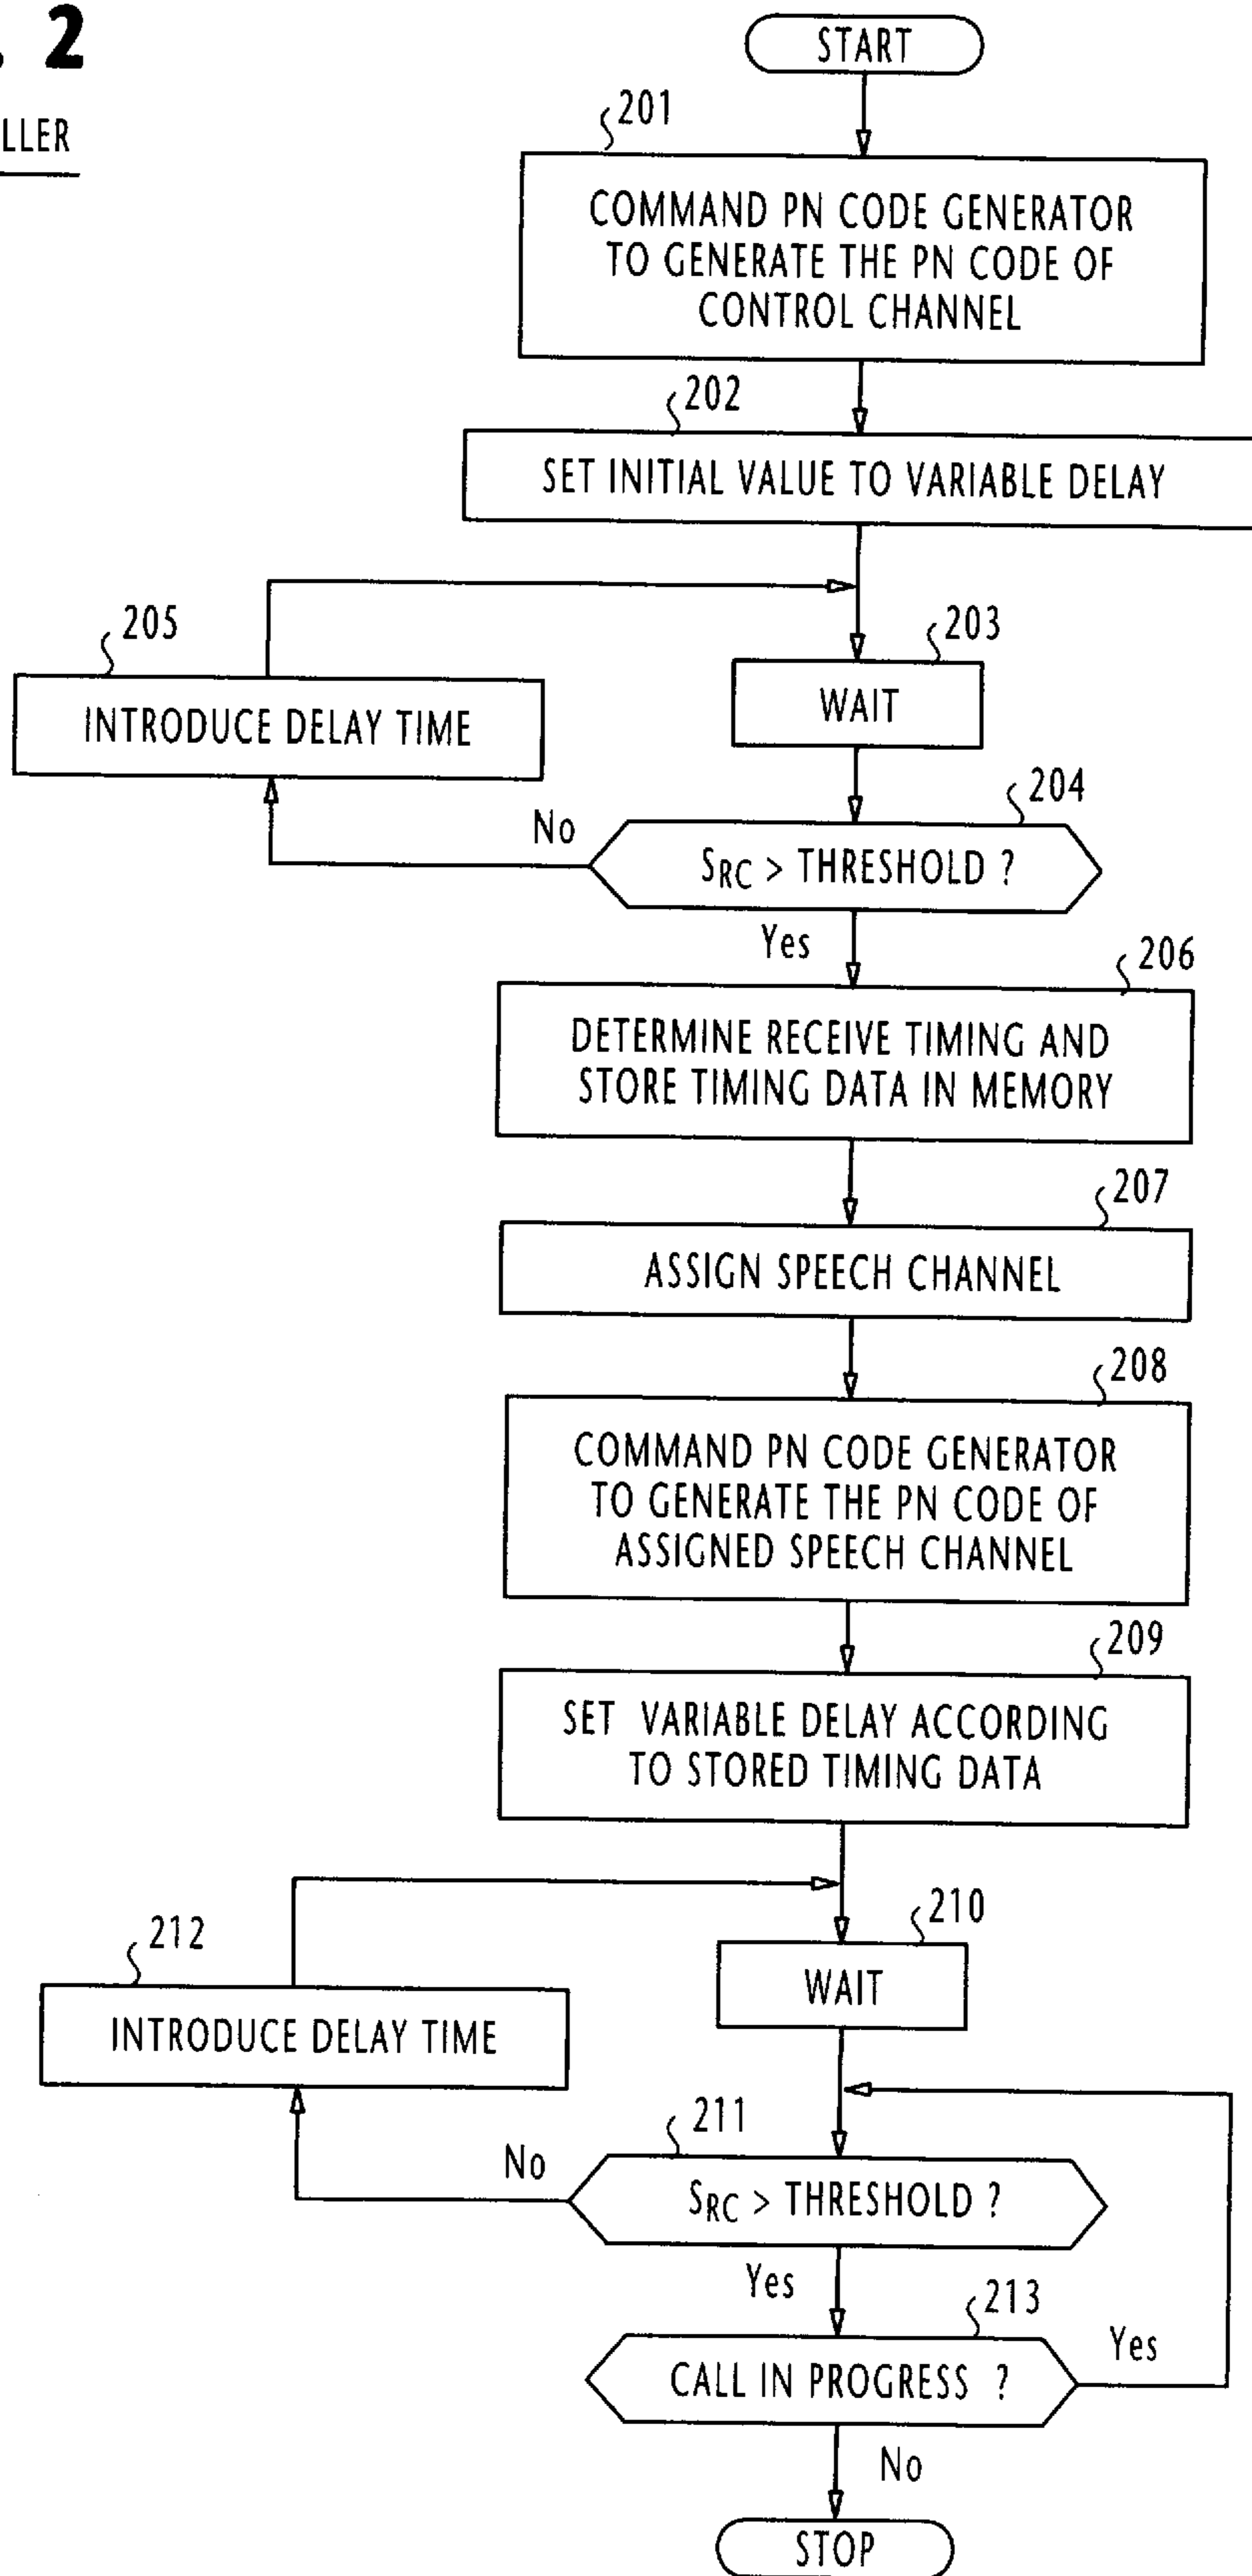 2
LLER
START
201
COMMAND PN CODE GENERATOR
TO GENERATE THE PN CODE OF
CONTROL CHANNEL
202
SET INITIAL VALUE TO VARIABLE DELAY
205
INTRODUCE DELAY TIME
203
WAIT
204
No
SRC > THRESHOLD ?
Yes
206
DETERMINE RECEIVE TIMING AND
STORE TIMING DATA IN MEMORY
207
ASSIGN SPEECH CHANNEL
208
COMMAND PN CODE GENERATOR
TO GENERATE THE PN CODE OF
ASSIGNED SPEECH CHANNEL
209
SET VARIABLE DELAY ACCORDING
TO STORED TIMING DATA
210
WAIT
212
INTRODUCE DELAY TIME
211
No
SRC > THRESHOLD ?
Yes
213
CALL IN PROGRESS ?
Yes
No
STOP